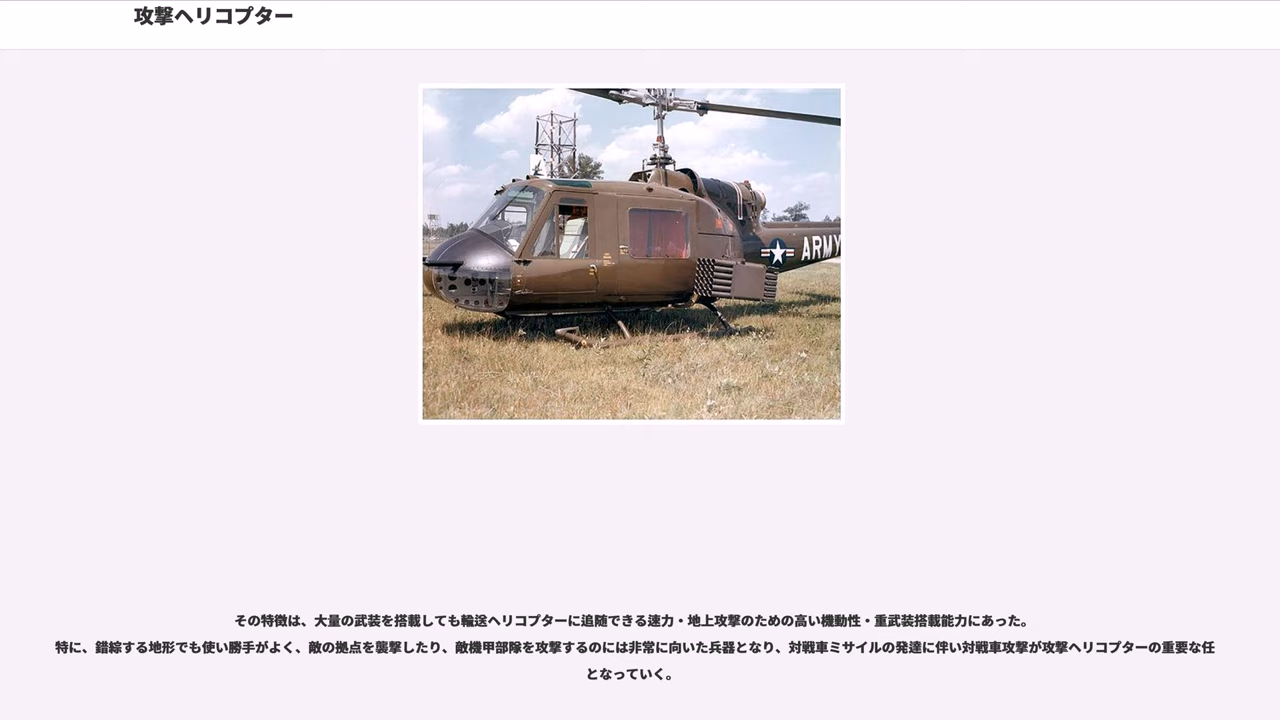 攻撃ヘリコプター
ARMY
その特徴は、大量の武装を搭載しても輸送ヘリコプターに追随できる速力・地上攻撃のための高い機動性・重武装搭載能力にあった。
特に、錯綜する地形でも使い勝手がよく、敵の拠点を襲撃したり、敵機甲部隊を攻撃するのには非常に向いた兵器となり、対戦車ミサイルの発達に伴い対戦車攻撃が攻撃ヘリコプターの重要な任
となっていく。